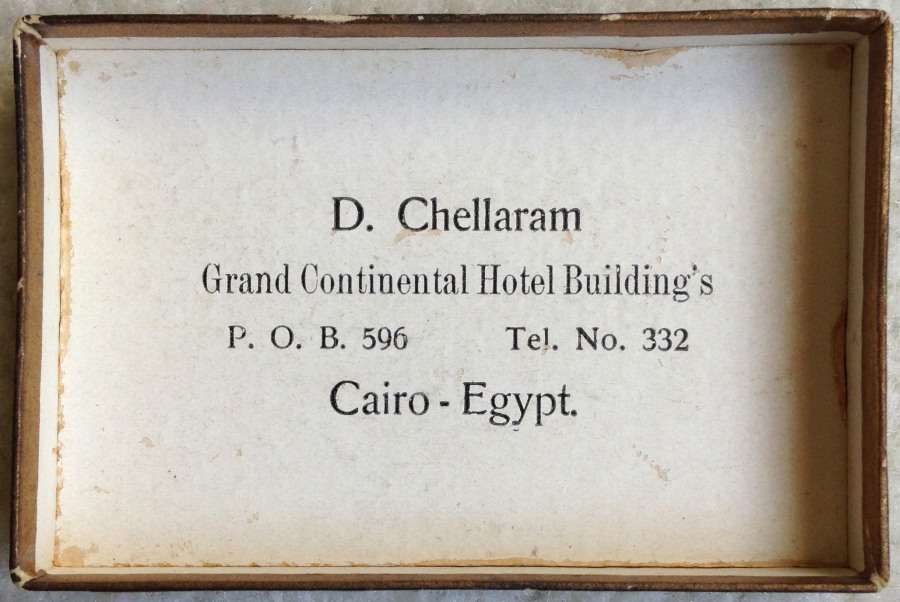 D. Chellaram
Grand Continental Hotel Building's
P. O. B. 596 Tel. No. 332
Cairo - Egypt.